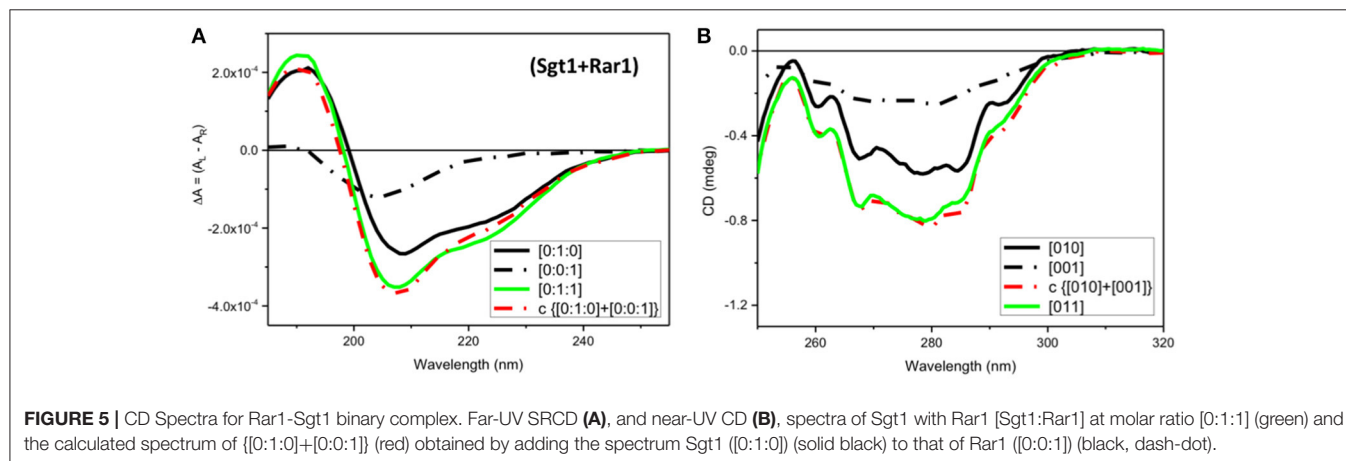 A
2.0x10⁻⁴
0.0
-2.0x10⁻⁴
-4.0x10⁻⁴
ΔA = (A_L - A_R)
(Sgt1+Rar1)
[0:1:0]
[0:0:1]
[0:1:1]
c {[0:1:0]+[0:0:1]}
200 220 240
Wavelength (nm)
B
0.0
-0.4
-0.8
-1.2
CD (mdeg)
[010]
[001]
c {[010]+[001]}
[011]
260 280 300 320
Wavelength (nm)
FIGURE 5 | CD Spectra for Rar1-Sgt1 binary complex. Far-UV SRCD (A), and near-UV CD (B), spectra of Sgt1 with Rar1 [Sgt1:Rar1] at molar ratio [0:1:1] (green) and
the calculated spectrum of {[0:1:0]+[0:0:1]} (red) obtained by adding the spectrum Sgt1 ([0:1:0]) (solid black) to that of Rar1 ([0:0:1]) (black, dash-dot).